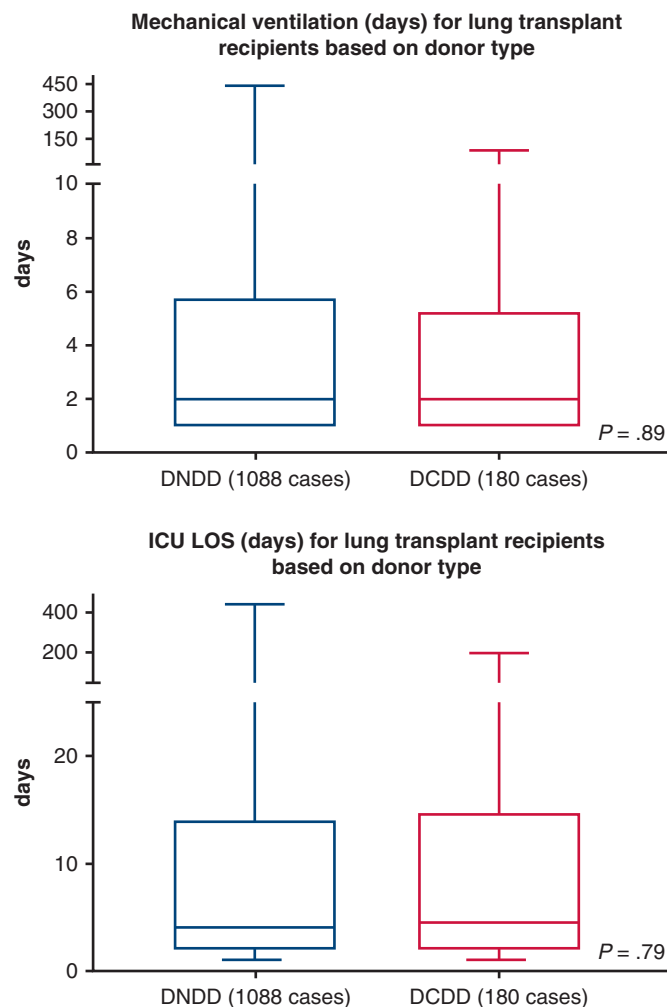 Mechanical ventilation (days) for lung transplant
recipients based on donor type
450
300
150
10
8
6
4
2
0
days
P = .89
DNDD (1088 cases)
DCDD (180 cases)
ICU LOS (days) for lung transplant recipients
based on donor type
400
200
20
10
0
days
P = .79
DNDD (1088 cases)
DCDD (180 cases)